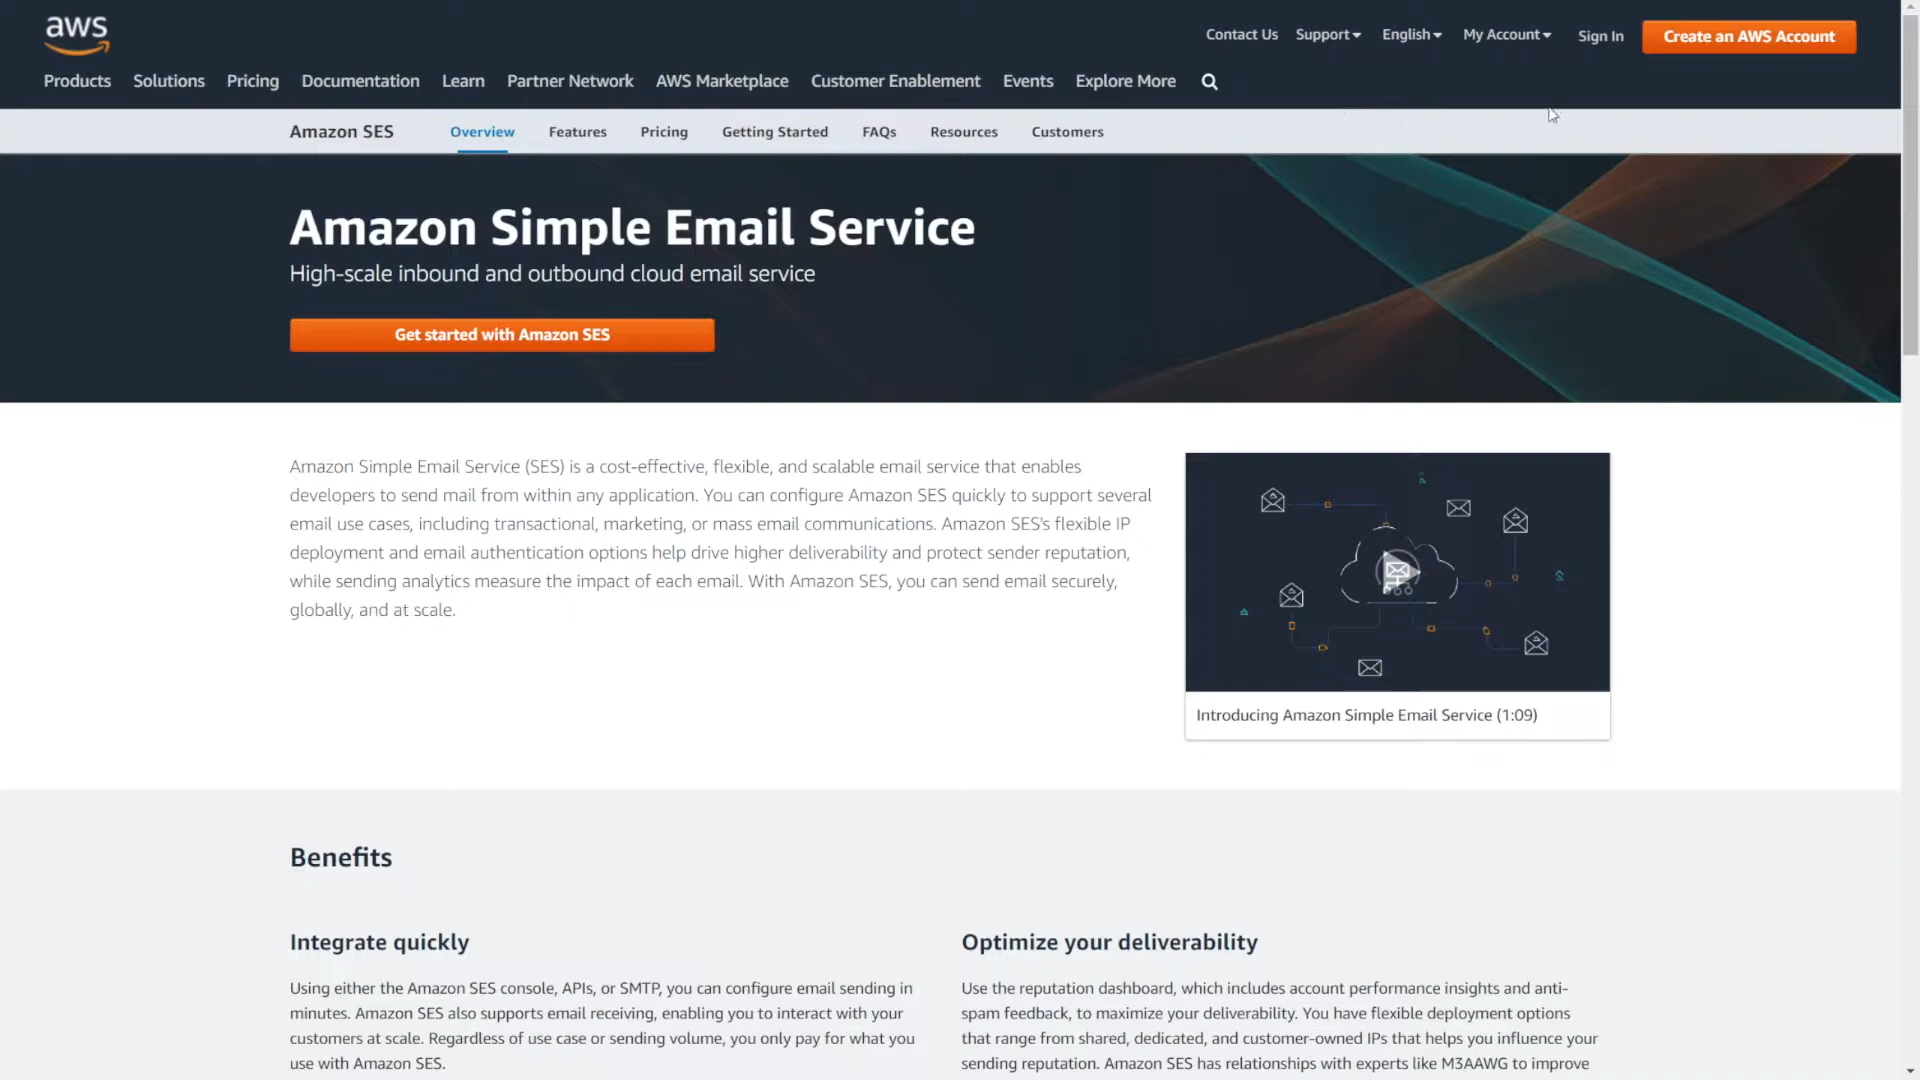 aws
Contact Us Support English My Account Sign In Create an AWS Account
Products Solutions Pricing Documentation Learn Partner Network AWS Marketplace Customer Enablement Events Explore More
Amazon SES Overview Features Pricing Getting Started FAQs Resources Customers
Amazon Simple Email Service
High-scale inbound and outbound cloud email service
Get started with Amazon SES
Amazon Simple Email Service (SES) is a cost-effective, flexible, and scalable email service that enables
developers to send mail from within any application. You can configure Amazon SES quickly to support several
email use cases, including transactional, marketing, or mass email communications. Amazon SES's flexible IP
deployment and email authentication options help drive higher deliverability and protect sender reputation,
while sending analytics measure the impact of each email. With Amazon SES, you can send email securely,
globally, and at scale.
Introducing Amazon Simple Email Service (1:09)
Benefits
Integrate quickly
Using either the Amazon SES console, APIs, or SMTP, you can configure email sending in
minutes. Amazon SES also supports email receiving, enabling you to interact with your
customers at scale. Regardless of use case or sending volume, you only pay for what you
use with Amazon SES.
Optimize your deliverability
Use the reputation dashboard, which includes account performance insights and anti-
spam feedback, to maximize your deliverability. You have flexible deployment options
that range from shared, dedicated, and customer-owned IPs that helps you influence your
sending reputation. Amazon SES has relationships with experts like M3AAWG to improve